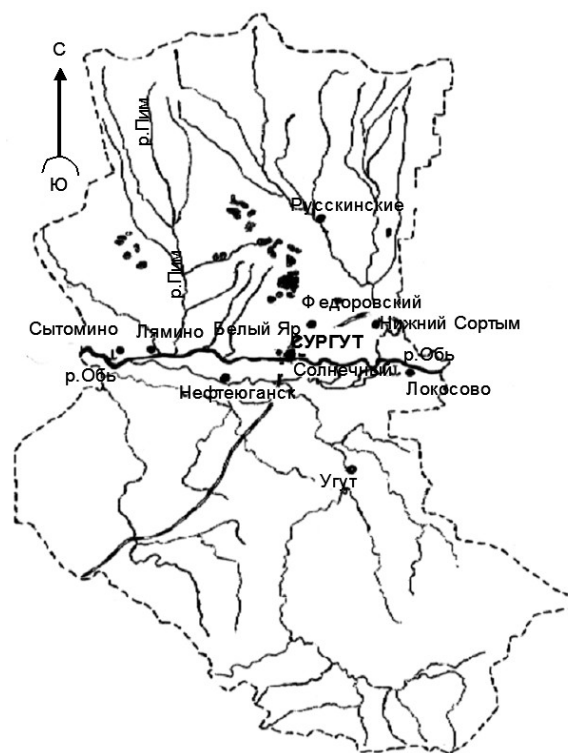 С
Ю
р.Пим
Русскинские
р.Пим
Федоровский
Сытомино
Лямино
Белый Яр
СУРГУТ
Нижний Сортым
р.Обь
р.Обь
Солнечный
Нефтеюганск
Локосово
Угут